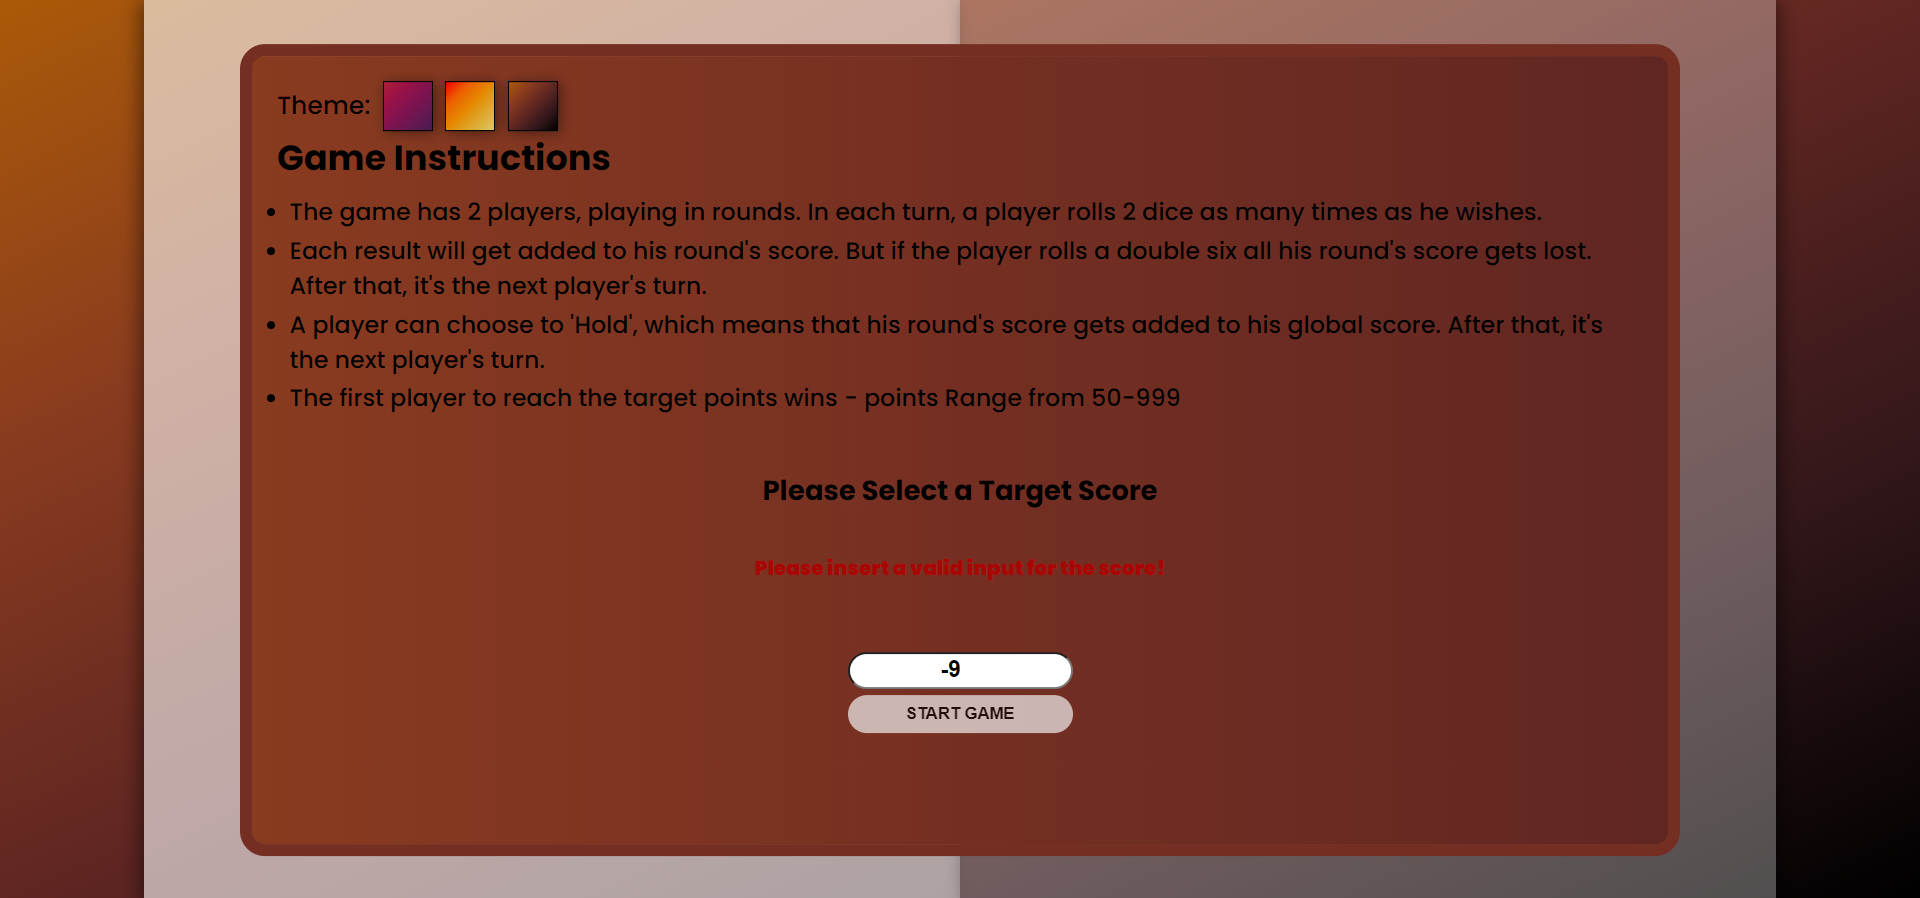 Theme:
Game Instructions
• The game has 2 players, playing in rounds. In each turn, a player rolls 2 dice as many times as he wishes.
• Each result will get added to his round's score. But if the player rolls a double six all his round's score gets lost.
After that, it's the next player's turn.
• A player can choose to 'Hold', which means that his round's score gets added to his global score. After that, it's
the next player's turn.
• The first player to reach the target points wins - points Range from 50-999
Please Select a Target Score
Please insert a valid input for the score!
-9
START GAME